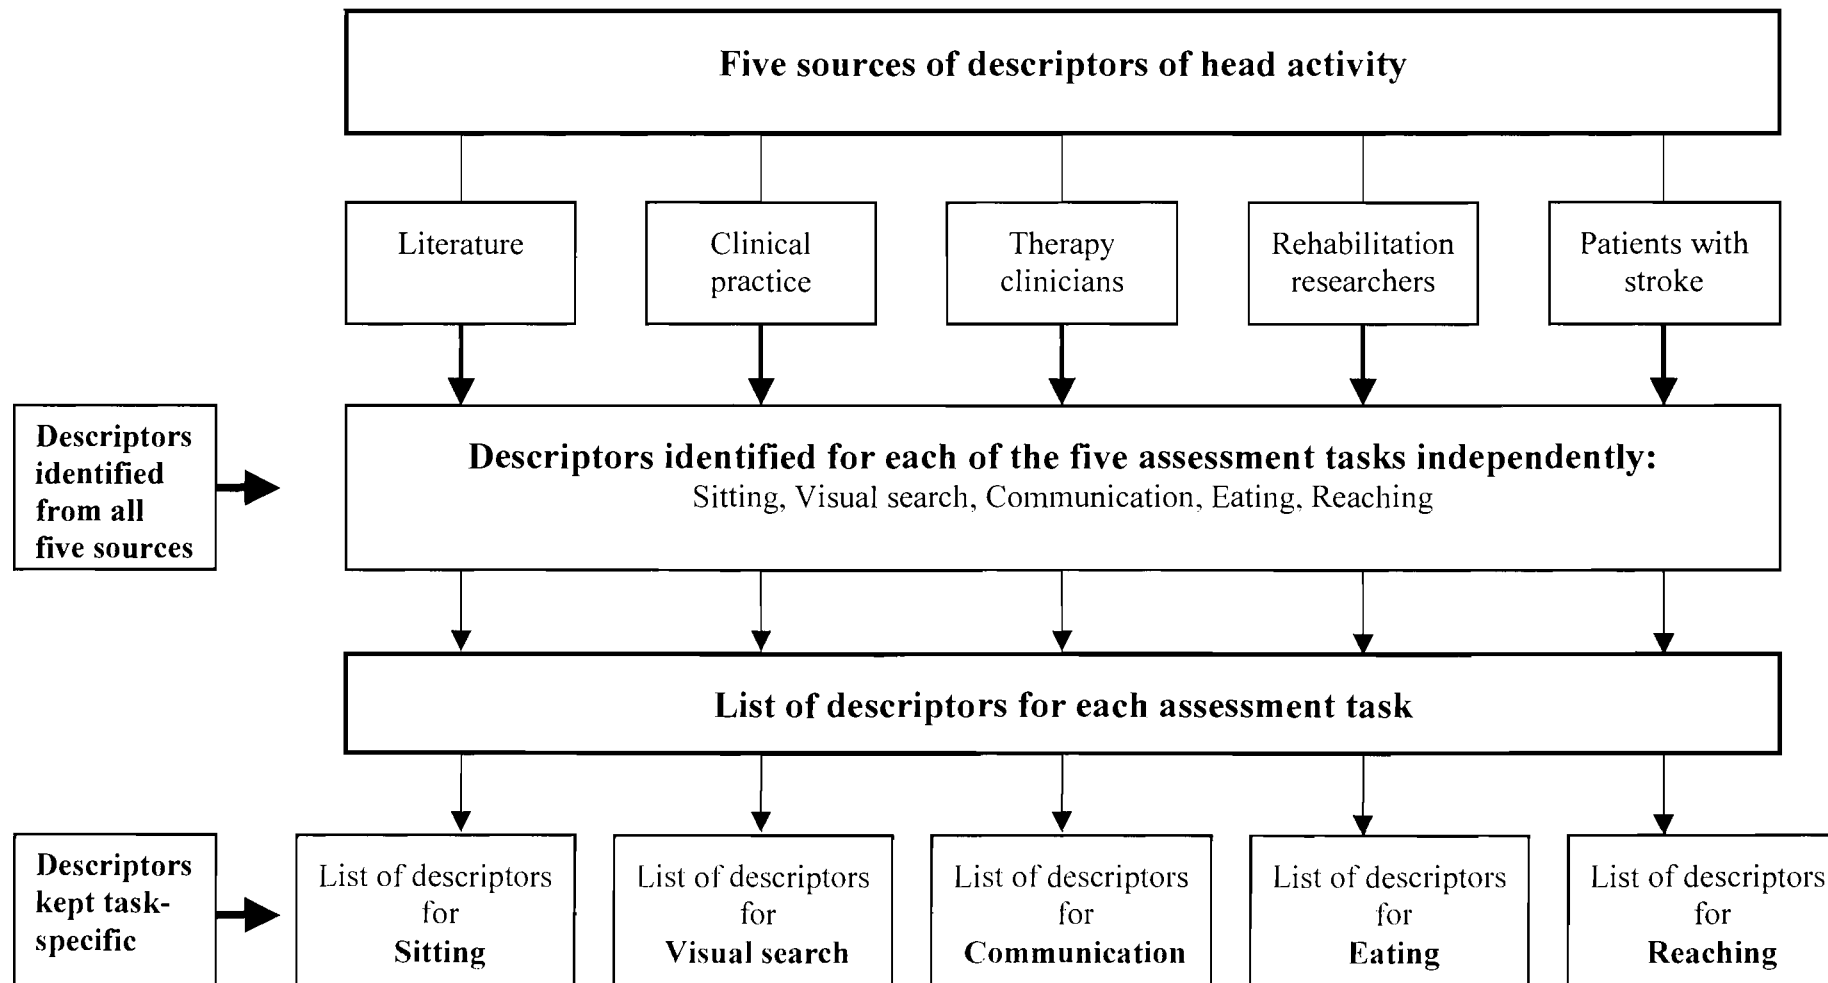 Five sources of descriptors of head activity
Literature
Clinical
practice
Therapy
clinicians
Rehabilitation
researchers
Patients with
stroke
Descriptors
identified
from all
five sources
Descriptors identified for each of the five assessment tasks independently:
Sitting, Visual search, Communication, Eating, Reaching
List of descriptors for each assessment task
Descriptors
kept task-
specific
List of descriptors
for
Sitting
List of descriptors
for
Visual search
List of descriptors
for
Communication
List of descriptors
for
Eating
List of descriptors
for
Reaching